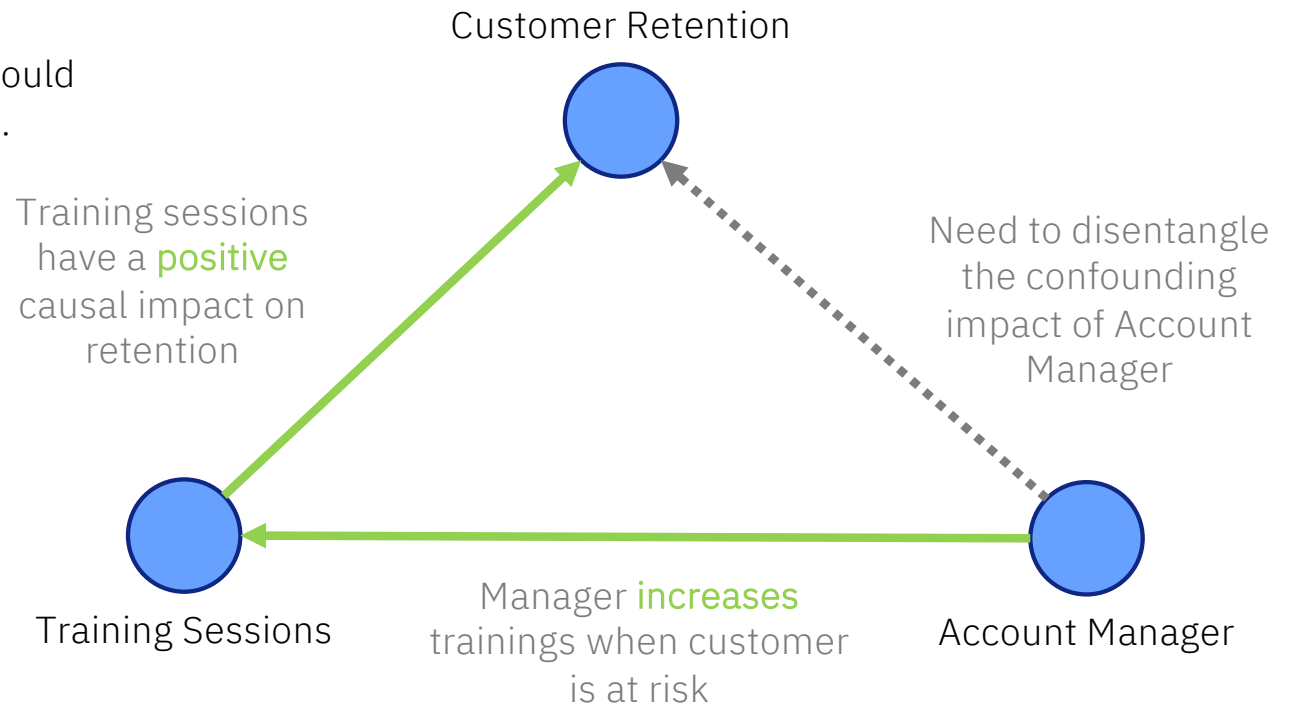 Customer Retention
ould
.
Training sessions
have a positive
causal impact on
retention
Need to disentangle
the confounding
impact of Account
Manager
Training Sessions
Manager increases
trainings when customer
is at risk
Account Manager